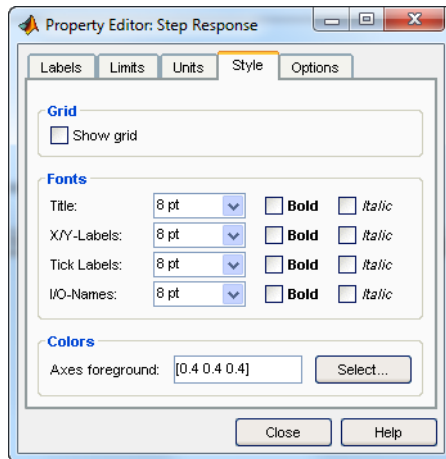 Property Editor: Step Response
Labels Limits Units Style Options
Grid
Show grid
Fonts
Title: 8 pt Bold Italic
X/Y-Labels: 8 pt Bold Italic
Tick Labels: 8 pt Bold Italic
I/O-Names: 8 pt Bold Italic
Colors
Axes foreground: [0.4 0.4 0.4] Select...
Close Help